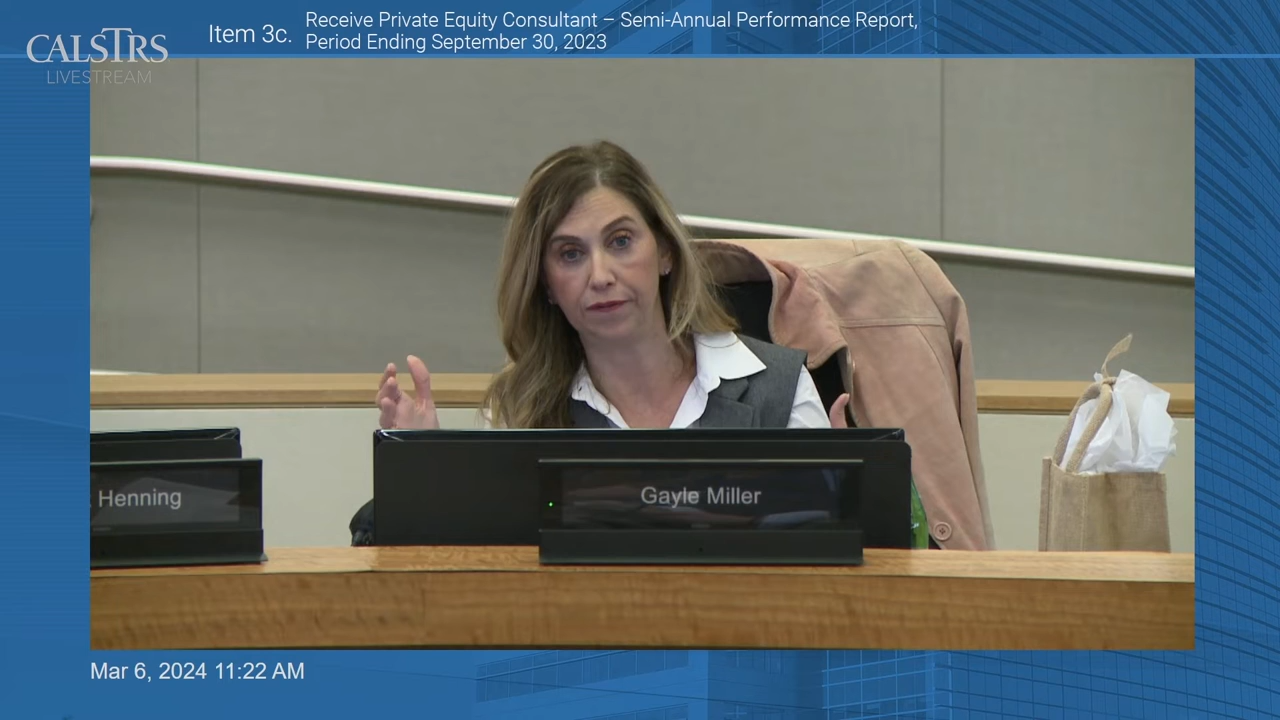 Item 3c.
Receive Private Equity Consultant – Semi-Annual Performance Report,
Period Ending September 30, 2023
CALSTRS
LIVESTREAM
Henning
Gayle Miller
Mar 6, 2024 11:22 AM